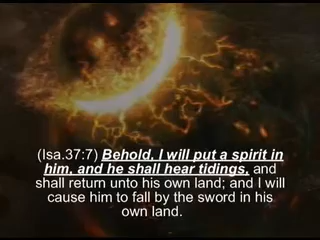 (Isa.37:7) Behold, I will put a spirit in
him, and he shall hear tidings, and
shall return unto his own land; and I will
cause him to fall by the sword in his
own land.